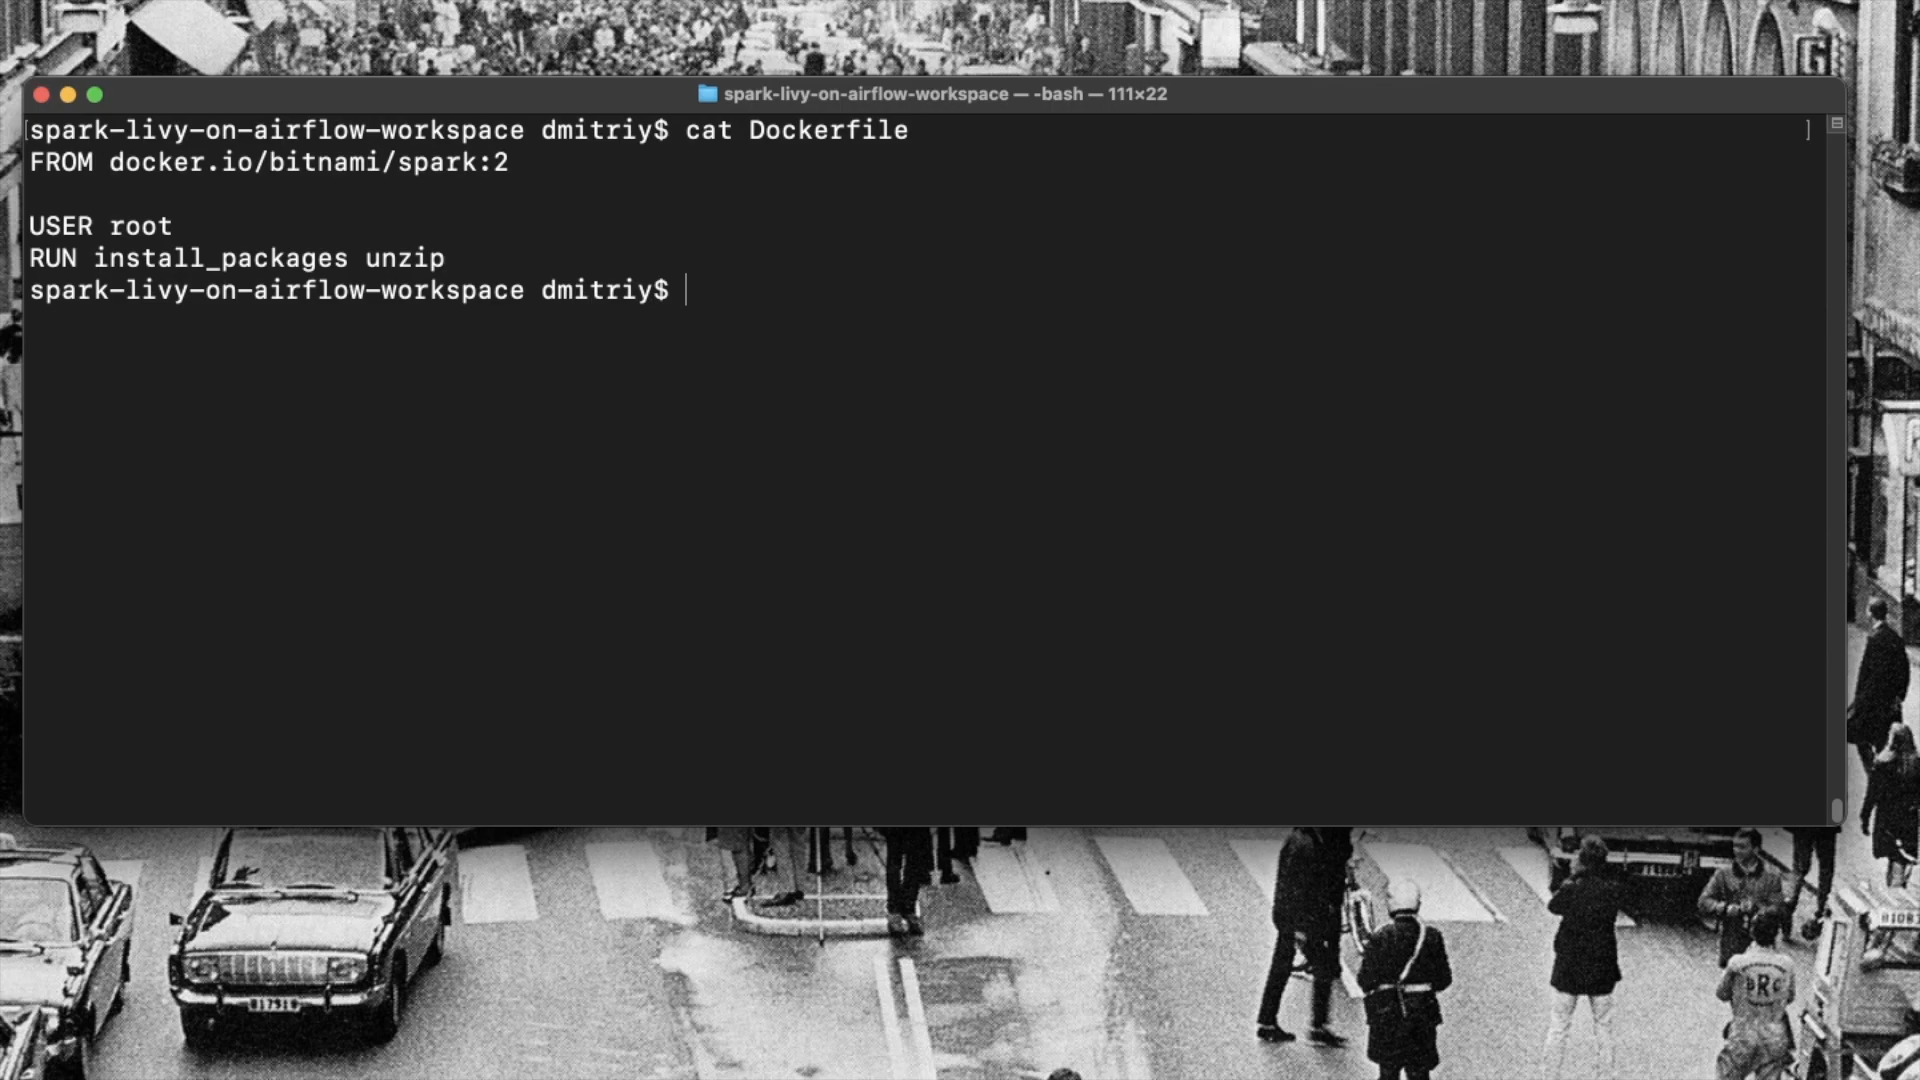 spark-livy-on-airflow-workspace — -bash — 111×22
[spark-livy-on-airflow-workspace dmitriy$ cat Dockerfile ]
FROM docker.io/bitnami/spark:2
USER root
RUN install_packages unzip
spark-livy-on-airflow-workspace dmitriy$